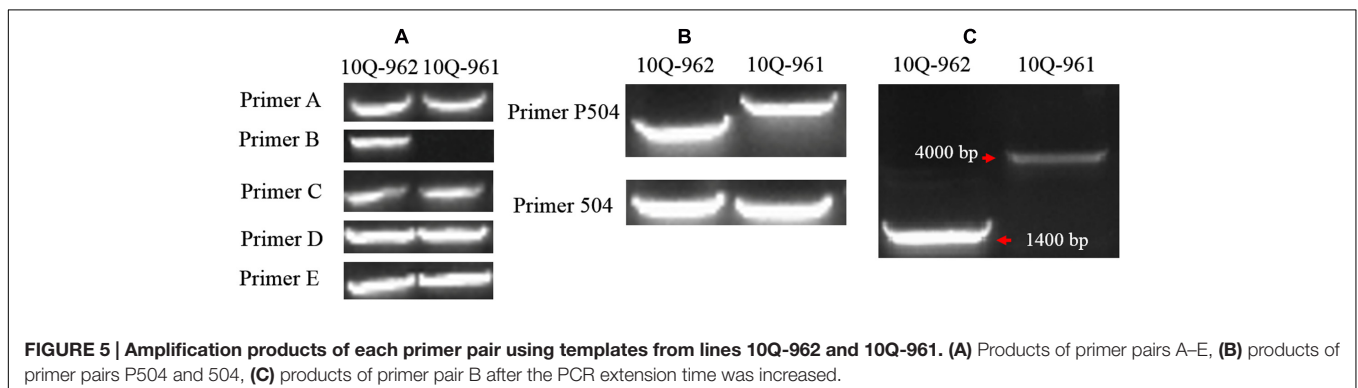 A
10Q-962 10Q-961
Primer A
Primer B
Primer C
Primer D
Primer E
B
10Q-962 10Q-961
Primer P504
Primer 504
C
10Q-962 10Q-961
4000 bp
1400 bp
FIGURE 5 | Amplification products of each primer pair using templates from lines 10Q-962 and 10Q-961. (A) Products of primer pairs A–E, (B) products of
primer pairs P504 and 504, (C) products of primer pair B after the PCR extension time was increased.